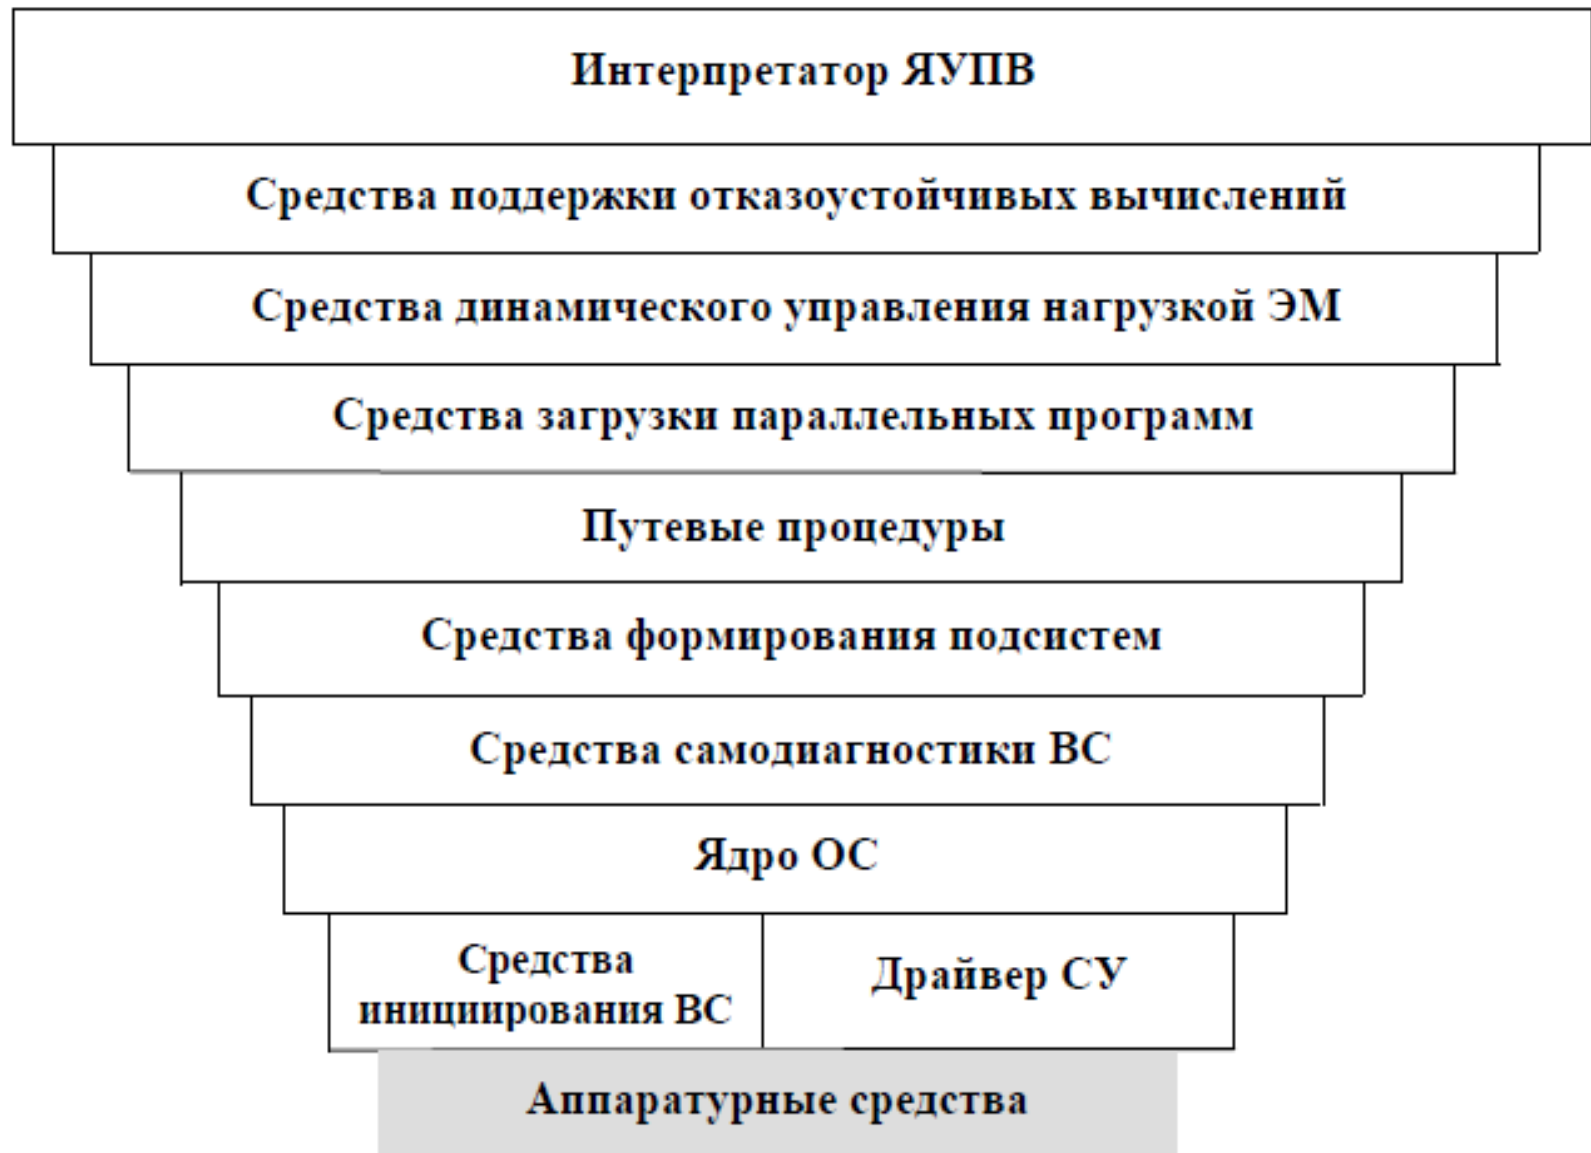 Интерпретатор ЯУПВ
Средства поддержки отказоустойчивых вычислений
Средства динамического управления нагрузкой ЭМ
Средства загрузки параллельных программ
Путевые процедуры
Средства формирования подсистем
Средства самодиагностики ВС
Ядро ОС
Средства
инициирования ВС
Драйвер СУ
Аппаратурные средства